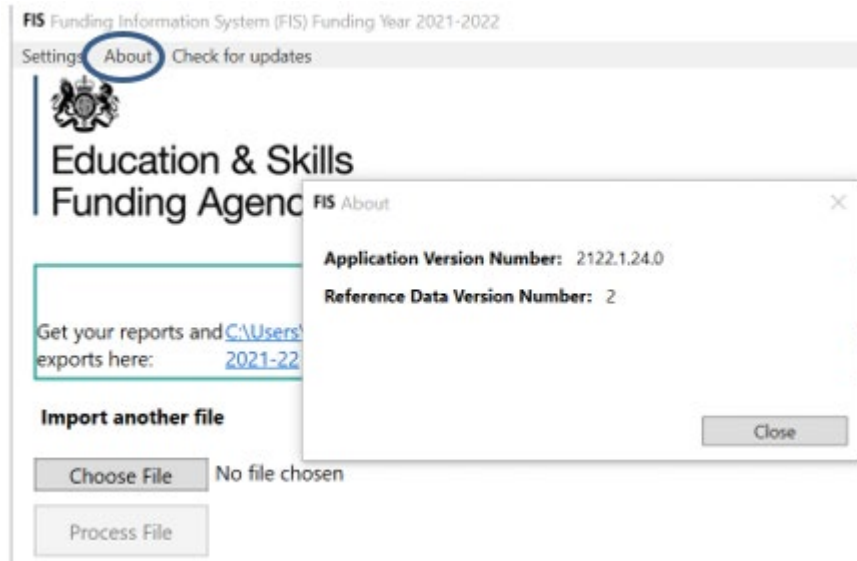 FIS Funding Information System (FIS) Funding Year 2021-2022
Settings About Check for updates
Education & Skills
Funding Agenc
FIS About
Application Version Number: 2122.1.24.0
Reference Data Version Number: 2
Close
Get your reports and C:\Users\
exports here: 2021-22
Import another file
Choose File No file chosen
Process File